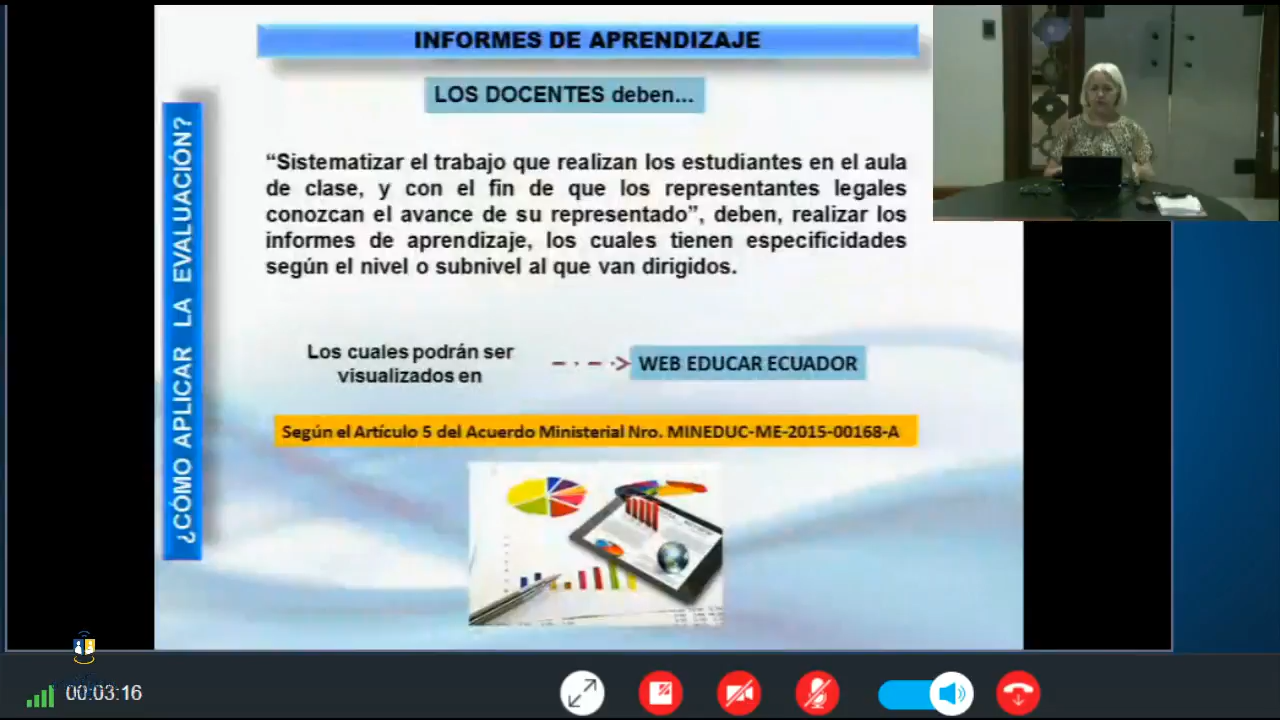 INFORMES DE APRENDIZAJE
LOS DOCENTES deben...
¿CÓMO APLICAR LA EVALUACIÓN?
“Sistematizar el trabajo que realizan los estudiantes en el aula
de clase, y con el fin de que los representantes legales
conozcan el avance de su representado”, deben, realizar los
informes de aprendizaje, los cuales tienen especificidades
según el nivel o subnivel al que van dirigidos.
Los cuales podrán ser
visualizados en
WEB EDUCAR ECUADOR
Según el Artículo 5 del Acuerdo Ministerial Nro. MINEDUC-ME-2015-00168-A
00:03:16